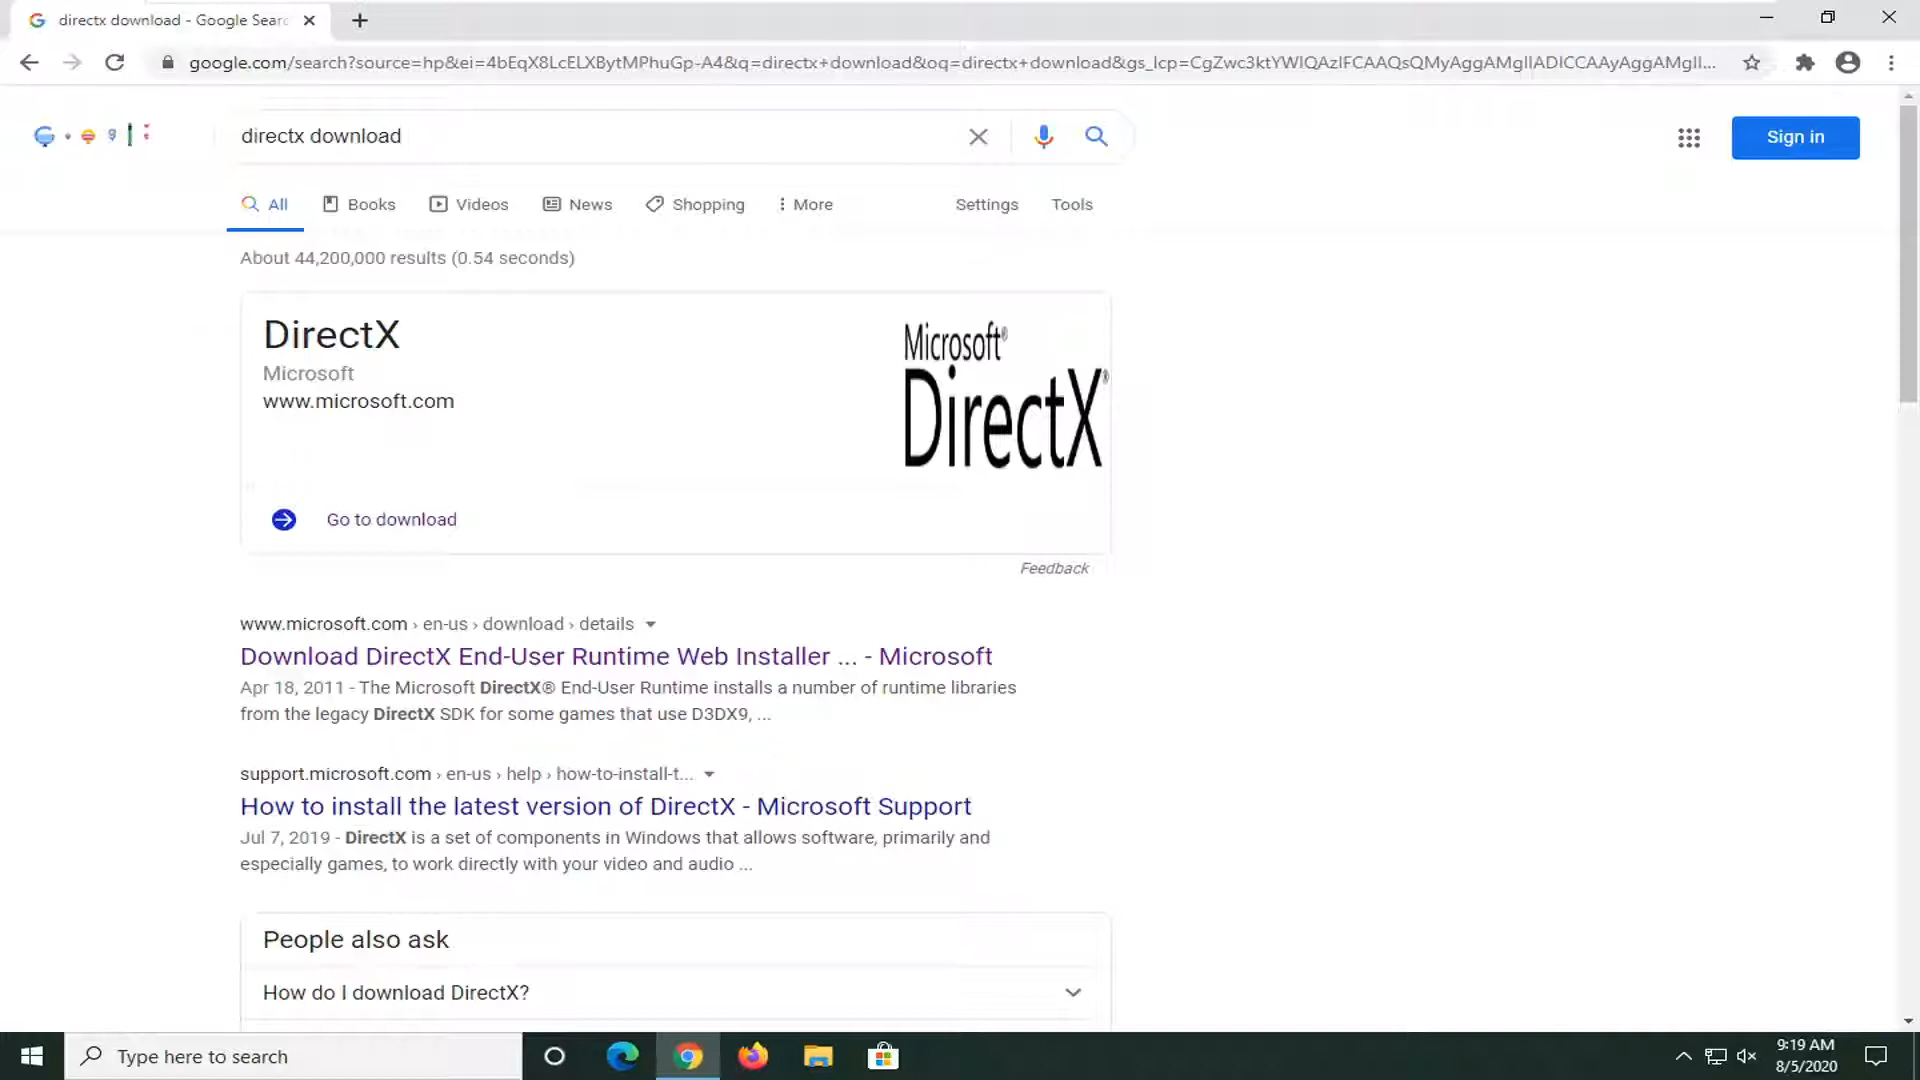 directx download - Google Sear
google.com/search?source=hp&ei=4bEqX8LcELXBytMPhuGp-A4&q=directx+download&oq=directx+download&gs_lcp=CgZwc3ktYWIQAzIFCAAQsQMyAggAMgIIADICCAAyAggAMgII...
directx download
Sign in
All
Books
Videos
News
Shopping
More
Settings
Tools
About 44,200,000 results (0.54 seconds)
DirectX
Microsoft
www.microsoft.com
Microsoft®
DirectX®
Go to download
Feedback
www.microsoft.com › en-us › download › details
Download DirectX End-User Runtime Web Installer ... - Microsoft
Apr 18, 2011 - The Microsoft DirectX® End-User Runtime installs a number of runtime libraries
from the legacy DirectX SDK for some games that use D3DX9, ...
support.microsoft.com › en-us › help › how-to-install-t...
How to install the latest version of DirectX - Microsoft Support
Jul 7, 2019 - DirectX is a set of components in Windows that allows software, primarily and
especially games, to work directly with your video and audio ...
People also ask
How do I download DirectX?
Type here to search
9:19 AM
8/5/2020